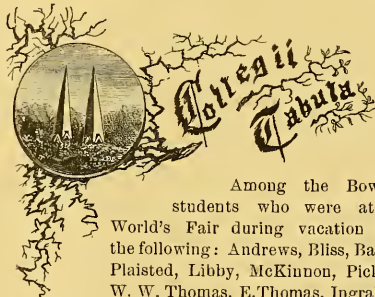 Collegii
Tabula.
Among the Bow
students who were at
World's Fair during vacation
the following: Andrews, Bliss, Ba
Plaisted, Libby, McKinnon, Pick
W. W. Thomas, E. Thomas, Ingra